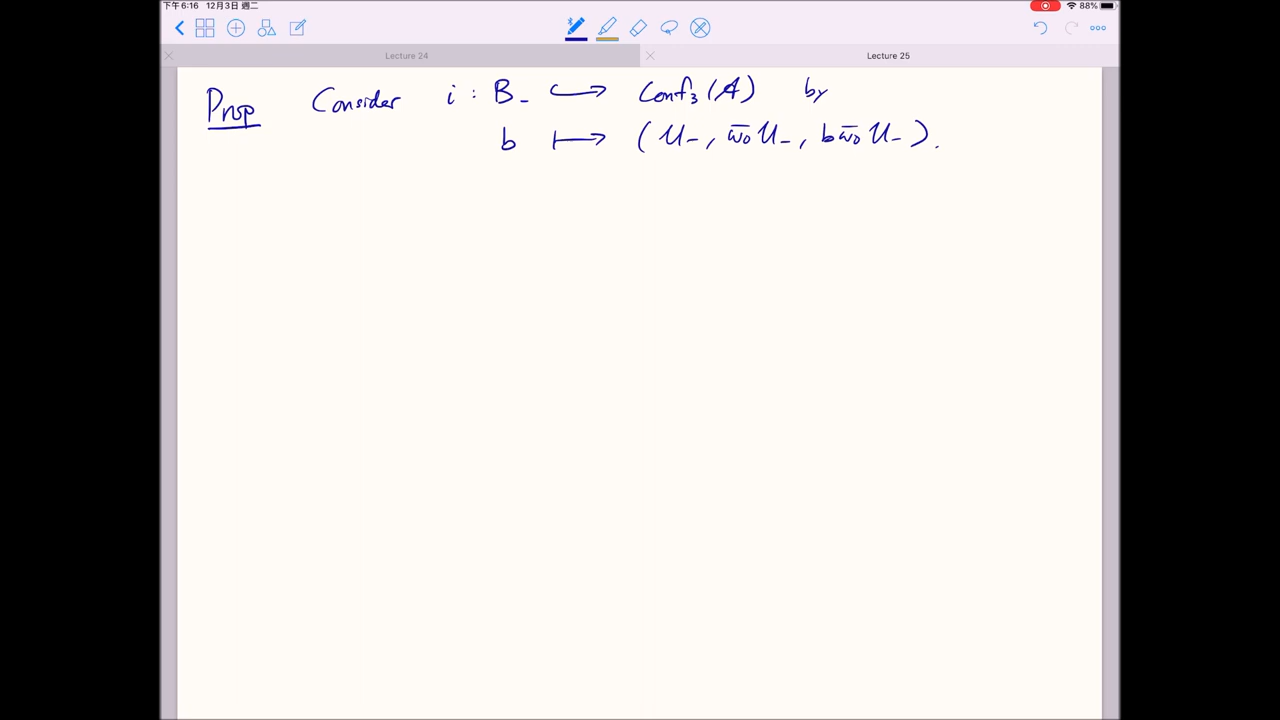 下午6:16 12月3日 週二 88%
Lecture 24 Lecture 25
Prop Consider i : B₋ ↪ Conf₃(𝒜) by
b ↦ (U₋, w̄₀U₋, bw̄₀U₋).